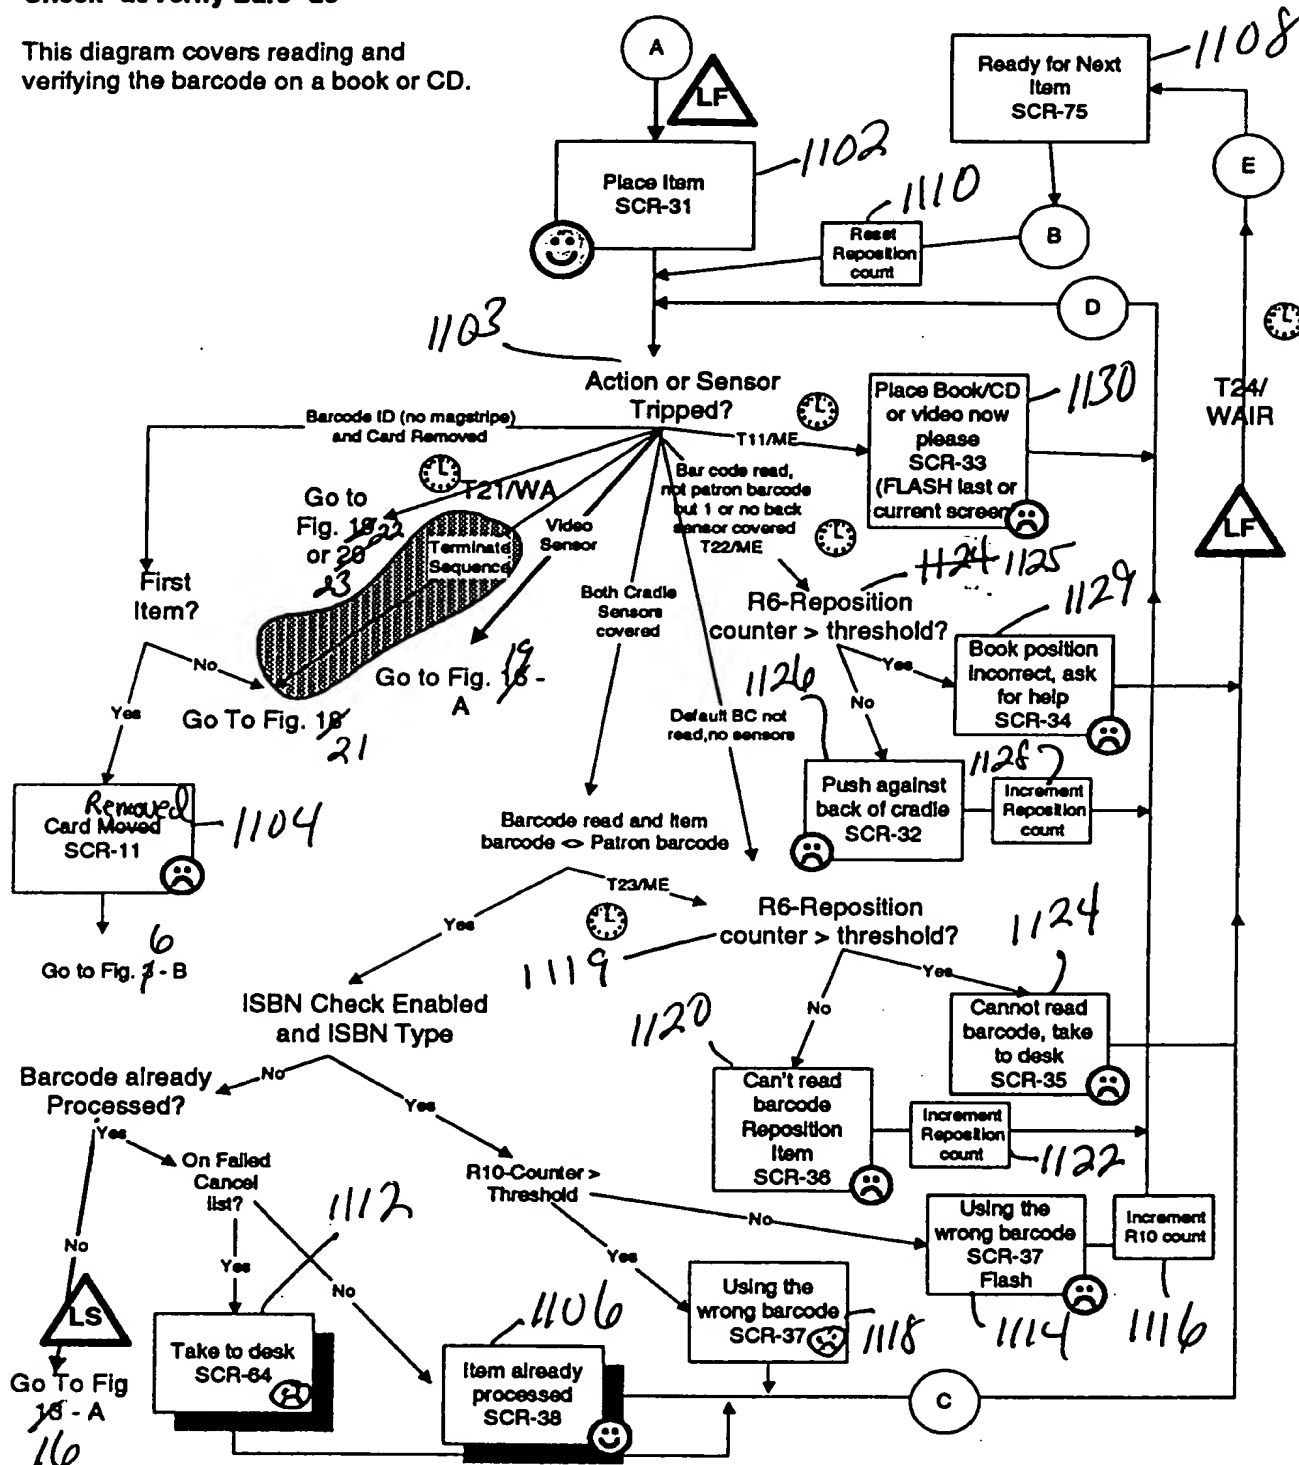 This diagram covers reading and
verifying the barcode on a book or CD.
A
LF
Ready for Next
Item
SCR-75
1108
Place Item
SCR-31
1102
1110
E
Reset
Reposition
count
B
D
1103
Action or Sensor
Tripped?
Place Book/CD
or video now
please
SCR-33
(FLASH last or
current screen
1130
T24/
WAIR
Barcode ID (no magstripe)
and Card Removed
T11/ME
Bar code read,
not patron barcode
but 1 or no back
sensor covered
T22/ME
T21/WA
Go to
Fig. 22
or 20
23
Terminate
Sequence
Video
Sensor
LF
First
Item?
Both Cradle
Sensors
covered
1124 1125
R6-Reposition
counter > threshold?
1129
Book position
incorrect, ask
for help
SCR-34
Yes
No
No
Yes
Go to Fig. 19 -
A
Go To Fig. 18
21
1126
Default BC not
read,no sensors
1128
Push against
back of cradle
SCR-32
Increment
Reposition
count
Removed
Card Moved
SCR-11
1104
Barcode read and Item
barcode <> Patron barcode
T23/ME
Yes
R6-Reposition
counter > threshold?
1124
1119
6
Go to Fig. - B
Yes
No
ISBN Check Enabled
and ISBN Type
1120
Cannot read
barcode, take
to desk
SCR-35
Barcode already
Processed?
No
Yes
Can't read
barcode
Reposition
Item
SCR-36
Increment
Reposition
count
1122
Yes
On Failed
Cancel
list?
R10-Counter >
Threshold
1112
No
Using the
wrong barcode
SCR-37
Flash
Increment
R10 count
No
Yes
No
Yes
LS
Using the
wrong barcode
SCR-37
1118
1114
1116
1106
Take to desk
SCR-64
Item already
processed
SCR-38
C
Go To Fig
- A
16